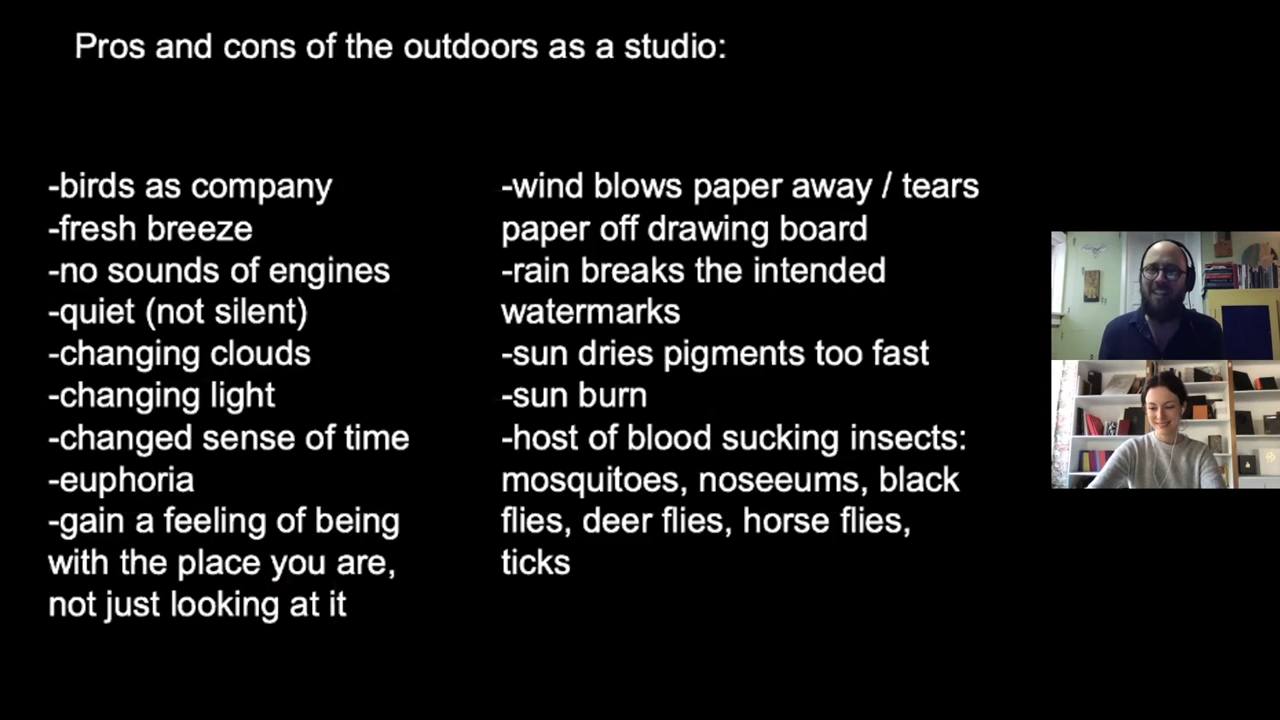 Pros and cons of the outdoors as a studio:
-birds as company
-fresh breeze
-no sounds of engines
-quiet (not silent)
-changing clouds
-changing light
-changed sense of time
-euphoria
-gain a feeling of being
with the place you are,
not just looking at it
-wind blows paper away / tears
paper off drawing board
-rain breaks the intended
watermarks
-sun dries pigments too fast
-sun burn
-host of blood sucking insects:
mosquitoes, noseeums, black
flies, deer flies, horse flies,
ticks